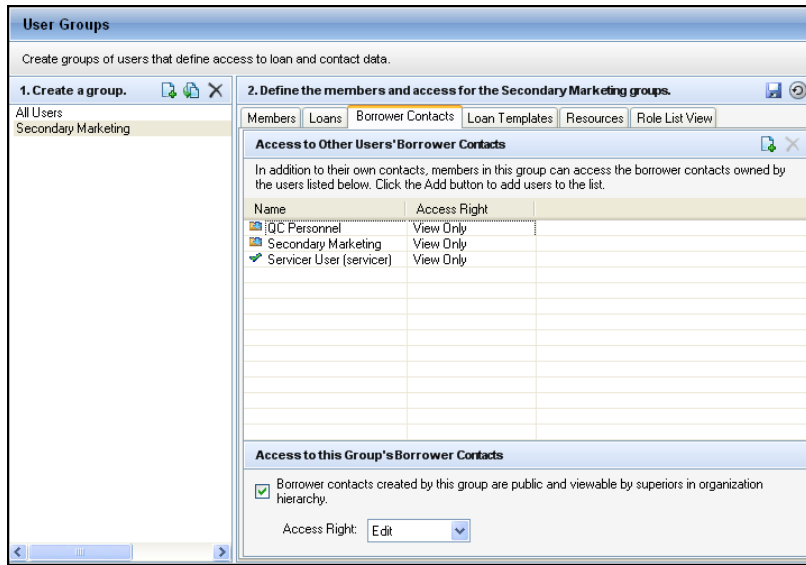 User Groups
Create groups of users that define access to loan and contact data.
1. Create a group.
All Users
Secondary Marketing
2. Define the members and access for the Secondary Marketing groups.
Members Loans Borrower Contacts Loan Templates Resources Role List View
Access to Other Users' Borrower Contacts
In addition to their own contacts, members in this group can access the borrower contacts owned by
the users listed below. Click the Add button to add users to the list.
Name Access Right
QC Personnel View Only
Secondary Marketing View Only
Servicer User (servicer) View Only
Access to this Group's Borrower Contacts
Borrower contacts created by this group are public and viewable by superiors in organization
hierarchy.
Access Right: Edit